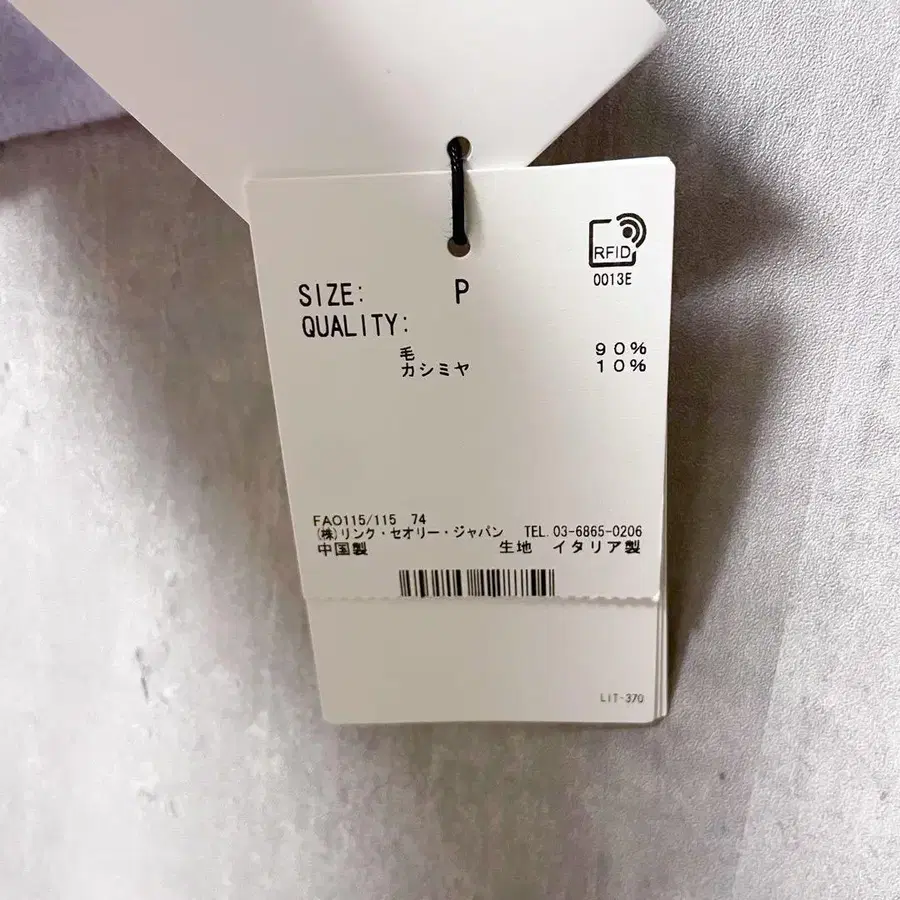 RFID
0013E
SIZE: P
QUALITY:
毛 90%
カシミヤ 10%
FAO115/115 74
(株)リンク・セオリー・ジャパン TEL. 03-6865-0206
中国製 生地 イタリア製
LIT-370